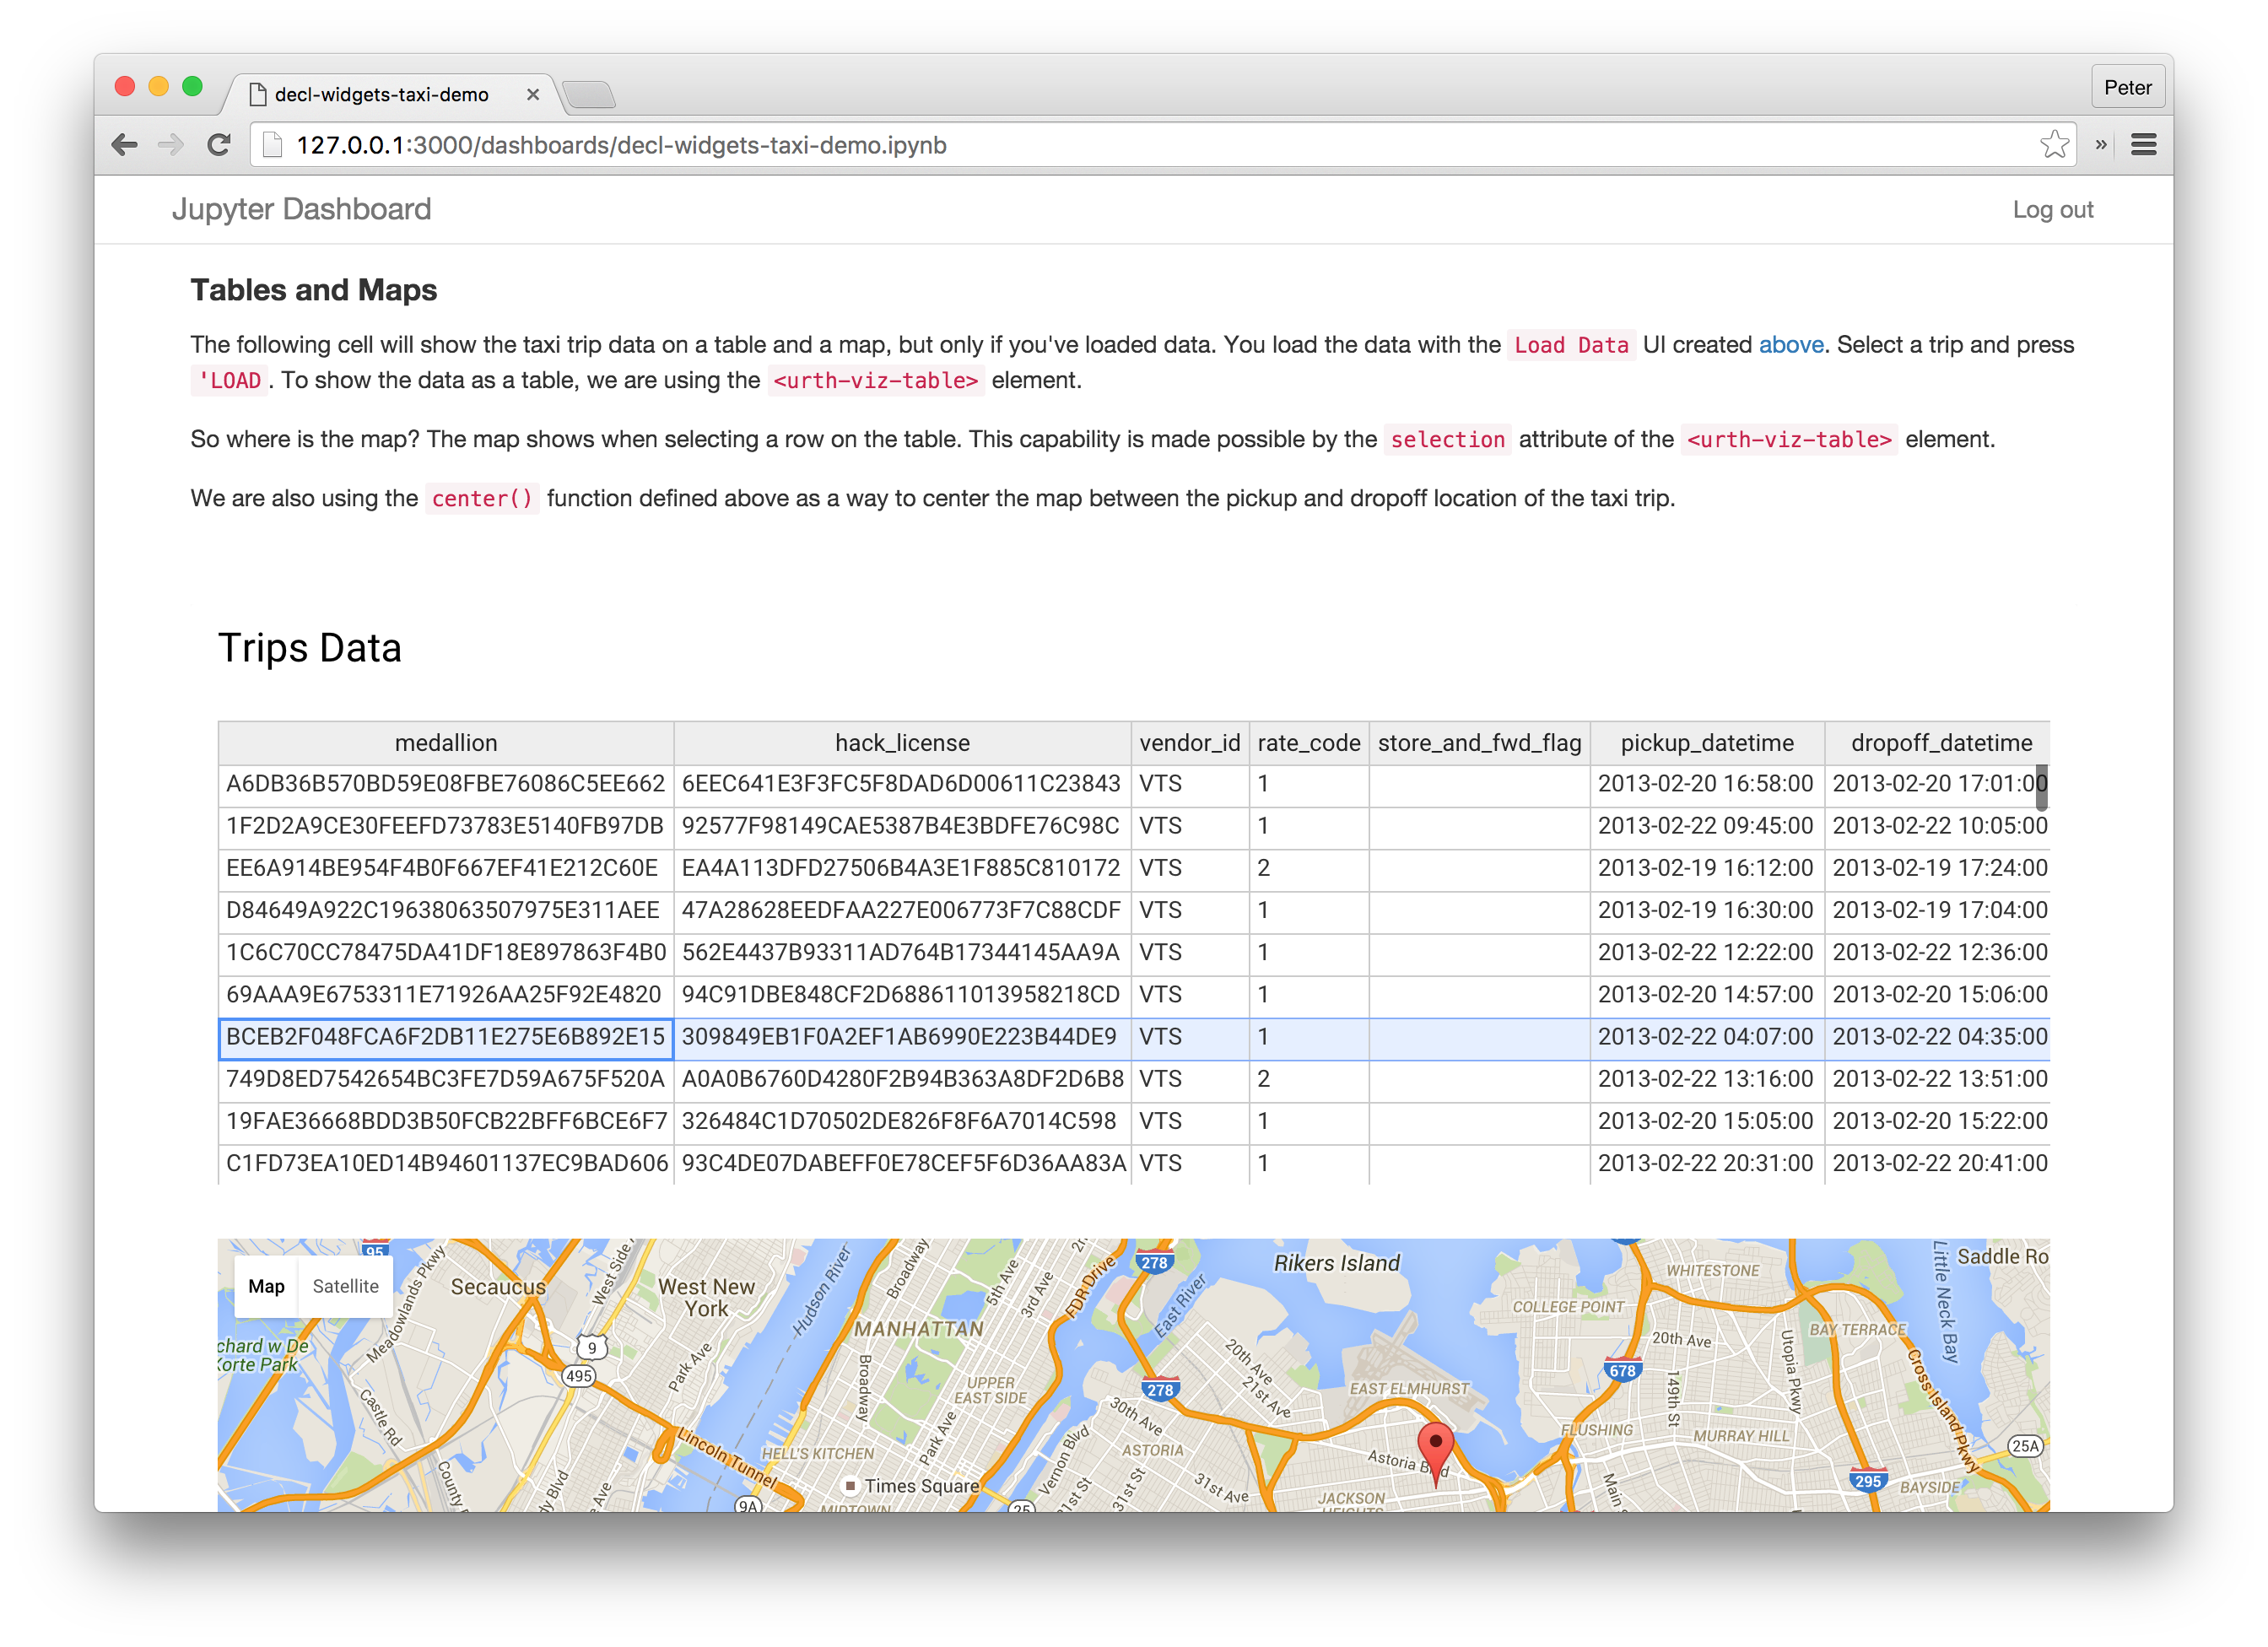 decl-widgets-taxi-demo
Peter
127.0.0.1:3000/dashboards/decl-widgets-taxi-demo.ipynb
»
Jupyter Dashboard
Log out
Tables and Maps
The following cell will show the taxi trip data on a table and a map, but only if you've loaded data. You load the data with the Load Data UI created above. Select a trip and press
'LOAD . To show the data as a table, we are using the <urth-viz-table> element.
So where is the map? The map shows when selecting a row on the table. This capability is made possible by the selection attribute of the <urth-viz-table> element.
We are also using the center() function defined above as a way to center the map between the pickup and dropoff location of the taxi trip.
Trips Data
medallion hack_license vendor_id rate_code store_and_fwd_flag pickup_datetime dropoff_datetime
A6DB36B570BD59E08FBE76086C5EE662 6EEC641E3F3FC5F8DAD6D00611C23843 VTS 1 2013-02-20 16:58:00 2013-02-20 17:01:00
1F2D2A9CE30FEEFD73783E5140FB97DB 92577F98149CAE5387B4E3BDFE76C98C VTS 1 2013-02-22 09:45:00 2013-02-22 10:05:00
EE6A914BE954F4B0F667EF41E212C60E EA4A113DFD27506B4A3E1F885C810172 VTS 2 2013-02-19 16:12:00 2013-02-19 17:24:00
D84649A922C19638063507975E311AEE 47A28628EEDFAA227E006773F7C88CDF VTS 1 2013-02-19 16:30:00 2013-02-19 17:04:00
1C6C70CC78475DA41DF18E897863F4B0 562E4437B93311AD764B17344145AA9A VTS 1 2013-02-22 12:22:00 2013-02-22 12:36:00
69AAA9E6753311E71926AA25F92E4820 94C91DBE848CF2D688611013958218CD VTS 1 2013-02-20 14:57:00 2013-02-20 15:06:00
BCEB2F048FCA6F2DB11E275E6B892E15 309849EB1F0A2EF1AB6990E223B44DE9 VTS 1 2013-02-22 04:07:00 2013-02-22 04:35:00
749D8ED7542654BC3FE7D59A675F520A A0A0B6760D4280F2B94B363A8DF2D6B8 VTS 2 2013-02-22 13:16:00 2013-02-22 13:51:00
19FAE36668BDD3B50FCB22BFF6BCE6F7 326484C1D70502DE826F8F6A7014C598 VTS 1 2013-02-20 15:05:00 2013-02-20 15:22:00
C1FD73EA10ED14B94601137EC9BAD606 93C4DE07DABEFF0E78CEF5F6D36AA83A VTS 1 2013-02-22 20:31:00 2013-02-22 20:41:00
Map Satellite
95
Meadowlands Pkwy
Secaucus
West Side
West New
York
Hudson River
Broadway
5th Ave
3rd Ave
FDR Drive
278
East River
Rikers Island
WHITESTONE
Little Neck Bay
Saddle Ro
COLLEGE POINT
20th Ave
Utopia Pkwy
BAY TERRACE
MANHATTAN
chard w De
Korte Park
9
495
Park Ave
Broadway
UPPER
EAST SIDE
Park Ave
278
20th Ave
21st Ave
EAST ELMHURST
678
149th St
Cross Island Pkwy
Castle Rd
30th Ave
ASTORIA
FLUSHING
MURRAY HILL
25A
Lincoln Tunnel
HELL'S KITCHEN
Vernon Blvd
Astoria Blvd
31st Ave
Times Square
295
BAYSIDE
County
9A
MIDTOWN
25
21st St
31st St
JACKSON
HEIGHTS
Main